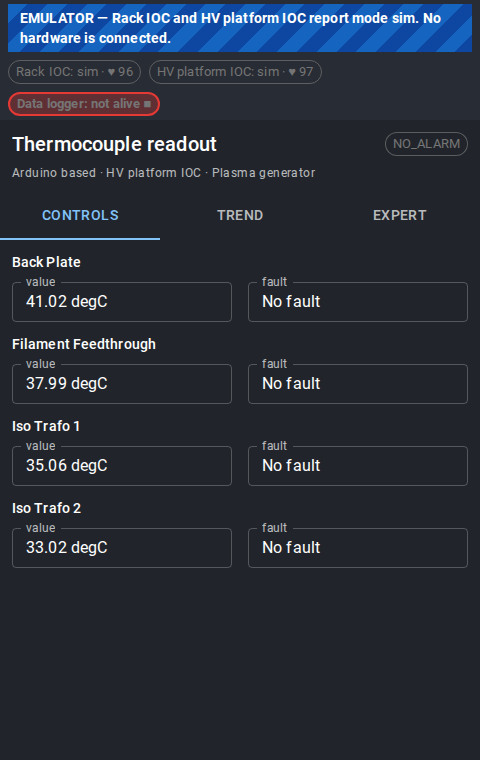 EMULATOR — Rack IOC and HV platform IOC report mode sim. No
hardware is connected.
Rack IOC: sim · ♥ 96
HV platform IOC: sim · ♥ 97
Data logger: not alive ■
Thermocouple readout
NO_ALARM
Arduino based · HV platform IOC · Plasma generator
CONTROLS
TREND
EXPERT
Back Plate
value
fault
41.02 degC
No fault
Filament Feedthrough
value
fault
37.99 degC
No fault
Iso Trafo 1
value
fault
35.06 degC
No fault
Iso Trafo 2
value
fault
33.02 degC
No fault